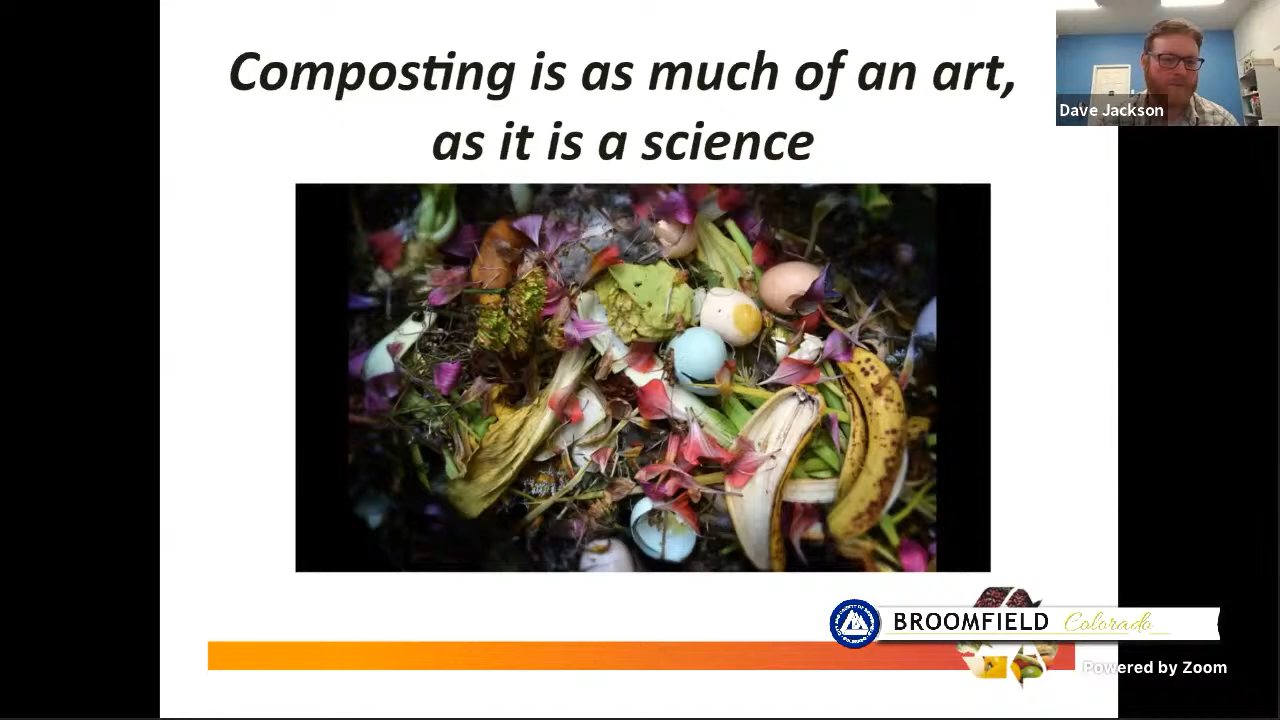 Composting is as much of an art,
as it is a science
Dave Jackson
BROOMFIELD Colorado
Powered by Zoom